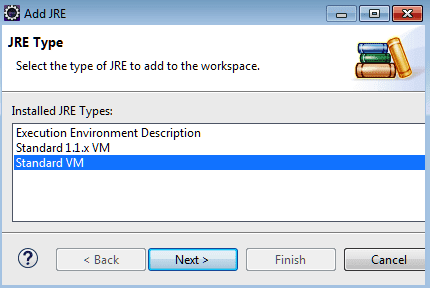 Add JRE
JRE Type
Select the type of JRE to add to the workspace.
Installed JRE Types:
Execution Environment Description
Standard 1.1.x VM
Standard VM
? < Back Next > Finish Cancel